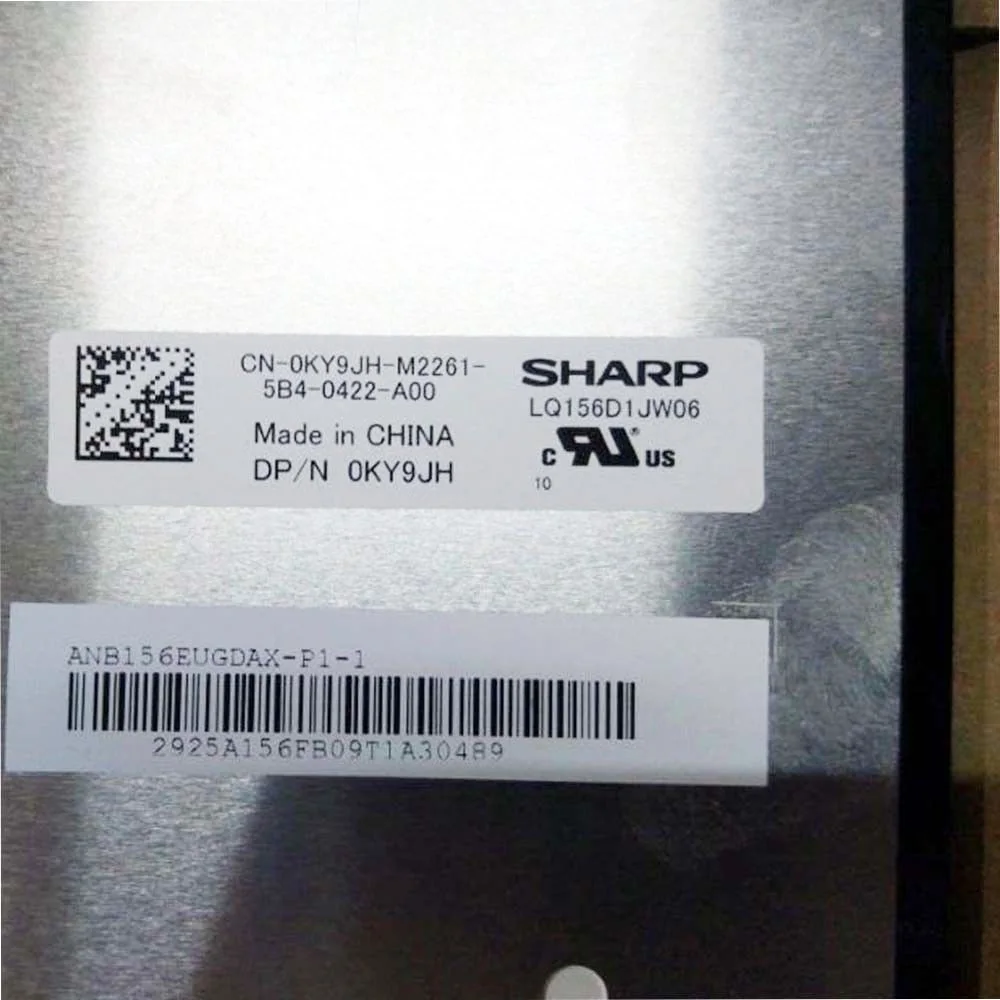 CN-0KY9JH-M2261-
5B4-0422-A00
Made in CHINA
DP/N 0KY9JH
SHARP
LQ156D1JW06
C RU® US
10
ANB156EUGDAX-P1-1
2925A156FB09T1A30489